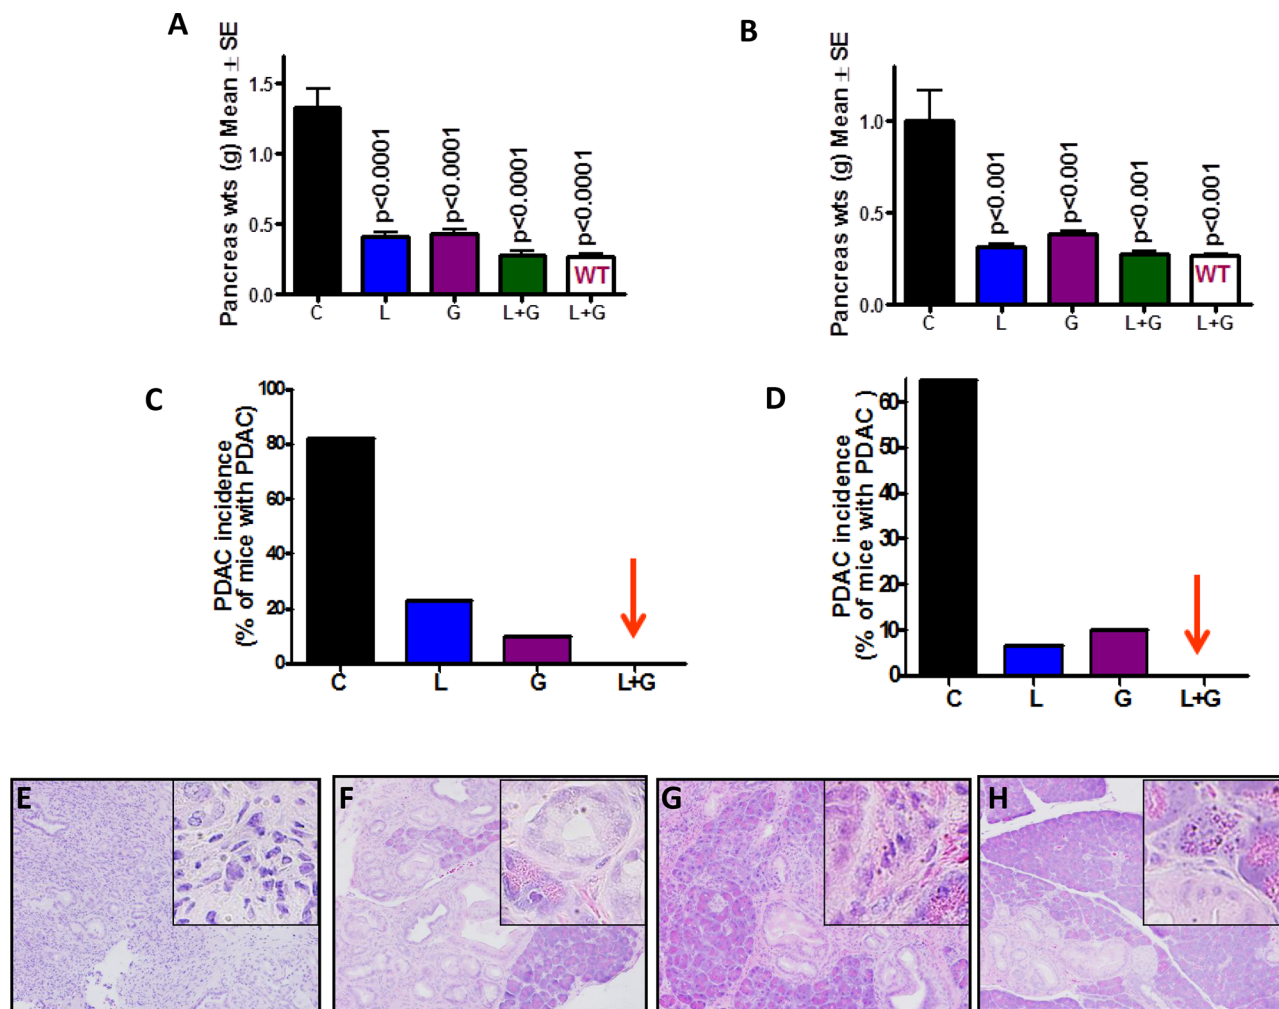 A
Pancreas wts (g) Mean ± SE
1.5
1.0
0.5
0.0
p<0.0001
p<0.0001
p<0.0001
p<0.0001
WT
C L G L+G L+G
B
Pancreas wts (g) Mean ± SE
1.0
0.5
0.0
p<0.001
p<0.001
p<0.001
p<0.001
WT
C L G L+G L+G
C
PDAC incidence
(% of mice with PDAC)
100
80
60
40
20
0
C L G L+G
D
PDAC incidence
(% of mice with PDAC )
60
50
40
30
20
10
0
C L G L+G
E
F
G
H